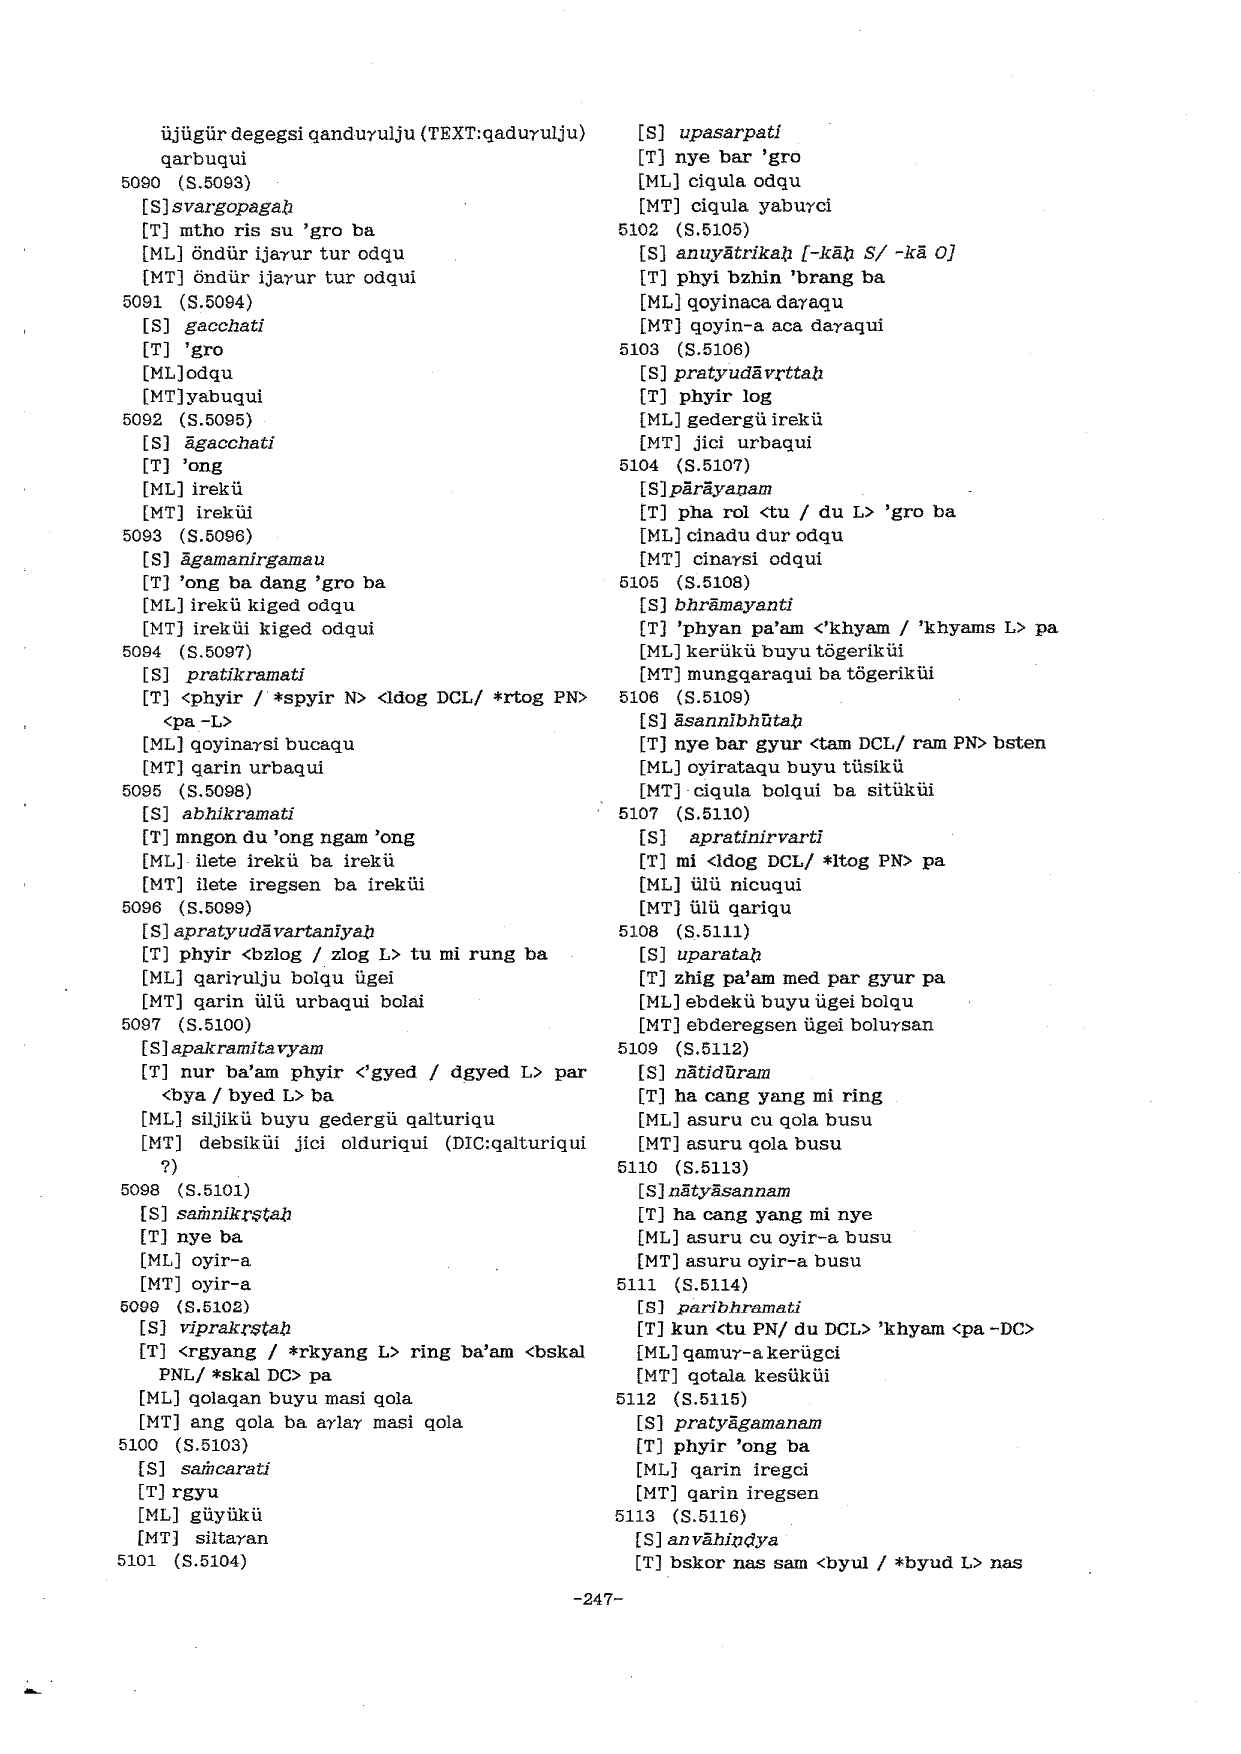 üjügür degegsi qanduγulju (TEXT:qaduγulju)
qarbuqui
5090 (S.5093)
[S] svargopagaḥ
[T] mtho ris su 'gro ba
[ML] öndür ijaγur tur odqu
[MT] öndür ijaγur tur odqui
5091 (S.5094)
[S] gacchati
[T] 'gro
[ML]odqu
[MT]yabuqui
5092 (S.5095)
[S] āgacchati
[T] 'ong
[ML] irekü
[MT]ireküi
5093 (S.5096)
[S] āgamanirgamau
[T] 'ong ba dang 'gro ba
[ML] irekü kiged odqu
[MT] ireküi kiged odqui
5094 (S.5097)
[S] pratikramati
[T] <phyir / *spyir N> <ldog DCL/ *rtog PN>
<pa -L>
[ML] qoyinaγsi bucaqu
[MT] qarin urbaqui
5095 (S.5098)
[S] abhikramati
[T] mngon du 'ong ngam 'ong
[ML] ilete irekü ba irekü
[MT] ilete iregsen ba ireküi
5096 (S.5099)
[S] apratyudāvartanīyaḥ
[T] phyir <bzlog / zlog L> tu mi rung ba
[ML] qariγulju bolqu ügei
[MT] qarin ülü urbaqui bolai
5097 (S.5100)
[S] apakramitavyam
[T] nur ba'am phyir <'gyed / dgyed L> par
<bya / byed L> ba
[ML] siljikü buyu gedergü qalturiqu
[MT] debsiküi jici olduriqui (DIC:qalturiqui
?)
5098 (S.5101)
[S] saṁnikṛṣṭaḥ
[T] nye ba
[ML] oyir-a
[MT] oyir-a
5099 (S.5102)
[S] viprakṛṣṭaḥ
[T] <rgyang / *rkyang L> ring ba'am <bskal
PNL/ *skal DC> pa
[ML] qolaqan buyu masi qola
[MT] ang qola ba aγlaγ masi qola
5100 (S.5103)
[S] saṁcarati
[T] rgyu
[ML] güyükü
[MT] siltaγan
5101 (S.5104)
[S] upasarpati
[T] nye bar 'gro
[ML] ciqula odqu
[MT] ciqula yabuγci
5102 (S.5105)
[S] anuyātrikaḥ [-kāḥ S/ -kā O]
[T] phyi bzhin 'brang ba
[ML] qoyinaca daγaqu
[MT] qoyin-a aca daγaqui
5103 (S.5106)
[S] pratyudāvṛttaḥ
[T] phyir log
[ML] gedergü irekü
[MT] jici urbaqui
5104 (S.5107)
[S] pārāyaṇam
[T] pha rol <tu / du L> 'gro ba
[ML] cinadu dur odqu
[MT] cinaγsi odqui
5105 (S.5108)
[S] bhrāmayanti
[T] 'phyan pa'am <'khyam / 'khyams L> pa
[ML] kerükü buyu tögeriküi
[MT] mungqaraqui ba tögeriküi
5106 (S.5109)
[S] āsannībhūtaḥ
[T] nye bar gyur <tam DCL/ ram PN> bsten
[ML] oyirataqu buyu tüsikü
[MT] ciqula bolqui ba sitüküi
5107 (S.5110)
[S] apratinirvartī
[T] mi <ldog DCL/ *ltog PN> pa
[ML] ülü nicuqui
[MT] ülü qariqu
5108 (S.5111)
[S] uparataḥ
[T] zhig pa'am med par gyur pa
[ML] ebdekü buyu ügei bolqu
[MT] ebderegsen ügei boluγsan
5109 (S.5112)
[S] nātidūram
[T] ha cang yang mi ring
[ML] asuru cu qola busu
[MT] asuru qola busu
5110 (S.5113)
[S] nātyāsannam
[T] ha cang yang mi nye
[ML] asuru cu oyir-a busu
[MT] asuru oyir-a busu
5111 (S.5114)
[S] paribhramati
[T] kun <tu PN/ du DCL> 'khyam <pa -DC>
[ML] qamuγ-a kerügci
[MT] qotala kesüküi
5112 (S.5115)
[S] pratyāgamanam
[T] phyir 'ong ba
[ML] qarin iregci
[MT] qarin iregsen
5113 (S.5116)
[S] anvāhiṇḍya
[T] bskor nas sam <byul / *byud L> nas
-247-